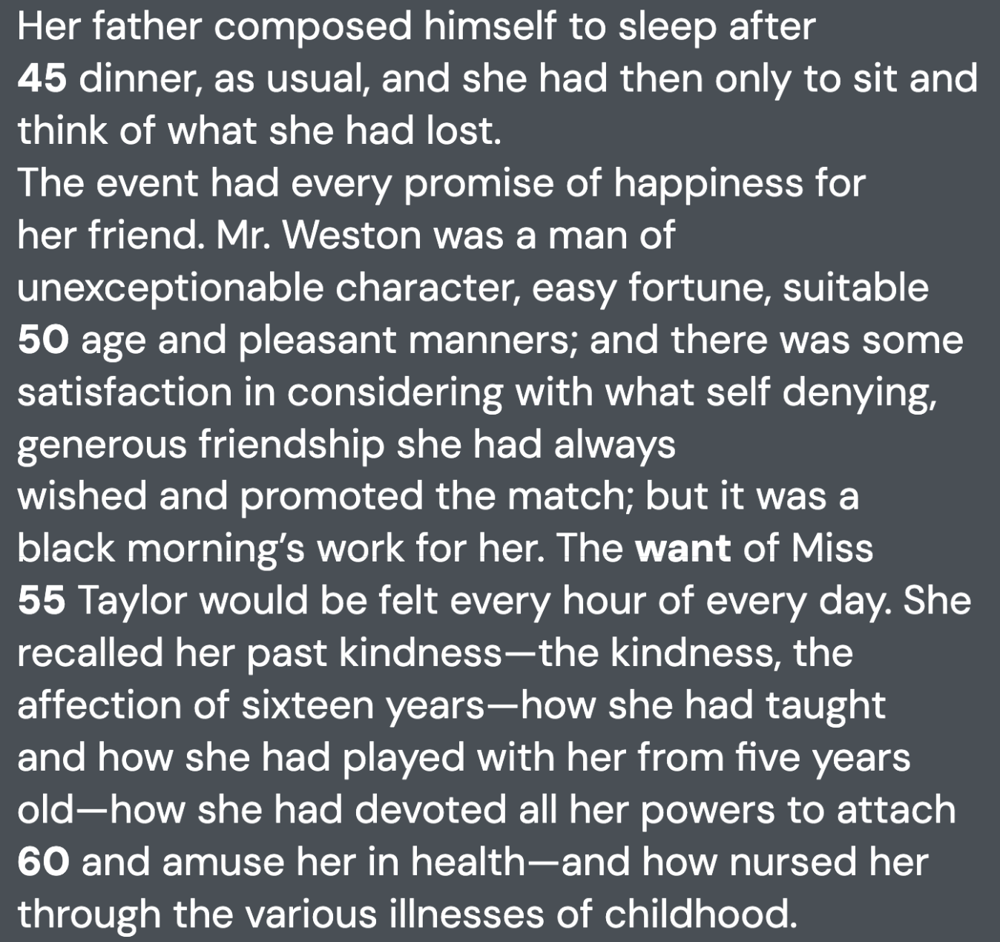 Her father composed himself to sleep after
45 dinner, as usual, and she had then only to sit and
think of what she had lost.
The event had every promise of happiness for
her friend. Mr. Weston was a man of
unexceptionable character, easy fortune, suitable
50 age and pleasant manners; and there was some
satisfaction in considering with what self denying,
generous friendship she had always
wished and promoted the match; but it was a
black morning’s work for her. The want of Miss
55 Taylor would be felt every hour of every day. She
recalled her past kindness—the kindness, the
affection of sixteen years—how she had taught
and how she had played with her from five years
old—how she had devoted all her powers to attach
60 and amuse her in health—and how nursed her
through the various illnesses of childhood.